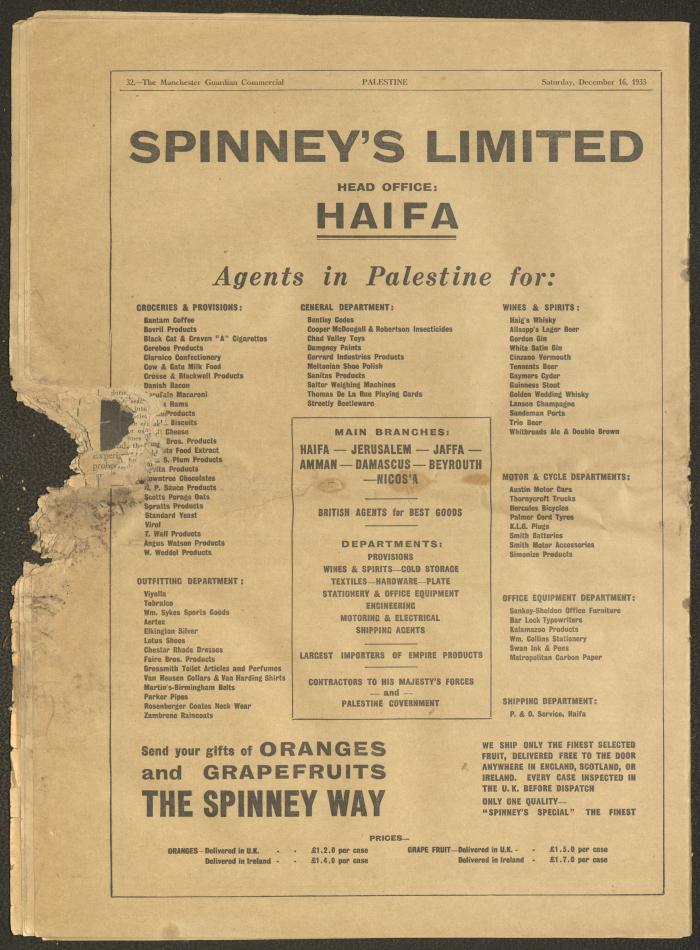 32.—The Manchester Guardian Commercial PALESTINE Saturday, December 16, 1933
SPINNEY'S LIMITED
HEAD OFFICE:
HAIFA
Agents in Palestine for:
GROCERIES & PROVISIONS:
Bantam Coffee
Bovril Products
Black Cat & Craven "A" Cigarettes
Cerebos Products
Clarnico Confectionery
Cow & Gate Milk Food
Crosse & Blackwell Products
Danish Bacon
Macaroni
Rums
Products
Biscuits
Cheese
Bros. Products
Food Extract
S. Plum Products
Products
Chocolates
P. Sauce Products
Scotts Porage Oats
Spratts Products
Standard Yeast
Virol
T. Wall Products
Angus Watson Products
W. Weddel Products
OUTFITTING DEPARTMENT:
Viyella
Tobralco
Wm. Sykes Sports Goods
Aertex
Elkington Silver
Lotus Shoes
Chester Rhode Dresses
Faire Bros. Products
Grossmith Toilet Articles and Perfumes
Van Heusen Collars & Van Harding Shirts
Martin's-Birmingham Belts
Parker Pipes
Rosenberger Coates Neck Wear
Zambrene Raincoats
GENERAL DEPARTMENT:
Bentley Codes
Cooper McDougall & Robertson Insecticides
Chad Valley Toys
Dampney Paints
Gerrard Industries Products
Meltonian Shoe Polish
Sanitas Products
Salter Weighing Machines
Thomas De La Rue Playing Cards
Streetly Beetleware
MAIN BRANCHES:
HAIFA — JERUSALEM — JAFFA —
AMMAN — DAMASCUS — BEYROUTH
—NICOS'A
BRITISH AGENTS for BEST GOODS
DEPARTMENTS:
PROVISIONS
WINES & SPIRITS—COLD STORAGE
TEXTILES—HARDWARE—PLATE
STATIONERY & OFFICE EQUIPMENT
ENGINEERING
MOTORING & ELECTRICAL
SHIPPING AGENTS
LARGEST IMPORTERS OF EMPIRE PRODUCTS
CONTRACTORS TO HIS MAJESTY'S FORCES
— and —
PALESTINE GOVERNMENT
WINES & SPIRITS:
Haig's Whisky
Allsopp's Lager Beer
Gordon Gin
White Satin Gin
Cinzano Vermouth
Tennents Beer
Gaymers Cyder
Guinness Stout
Golden Wedding Whisky
Lanson Champagne
Sandeman Ports
Trio Beer
Whitbreads Ale & Double Brown
MOTOR & CYCLE DEPARTMENTS:
Austin Motor Cars
Thornycroft Trucks
Hercules Bicycles
Palmer Cord Tyres
K.L.G. Plugs
Smith Batteries
Smith Motor Accessories
Simonize Products
OFFICE EQUIPMENT DEPARTMENT:
Sankey-Sheldon Office Furniture
Bar Lock Typewriters
Kalamazoo Products
Wm. Collins Stationery
Swan Ink & Pens
Metropolitan Carbon Paper
SHIPPING DEPARTMENT:
P. & O. Service, Haifa
Send your gifts of ORANGES
and GRAPEFRUITS
THE SPINNEY WAY
WE SHIP ONLY THE FINEST SELECTED
FRUIT, DELIVERED FREE TO THE DOOR
ANYWHERE IN ENGLAND, SCOTLAND, OR
IRELAND. EVERY CASE INSPECTED IN
THE U.K. BEFORE DISPATCH
ONLY ONE QUALITY—
"SPINNEY'S SPECIAL" THE FINEST
PRICES—
ORANGES—Delivered in U.K. - - £1.2.0 per case GRAPE FRUIT—Delivered in U.K. - - £1.5.0 per case
Delivered in Ireland - - £1.4.0 per case Delivered in Ireland - £1.7.0 per case